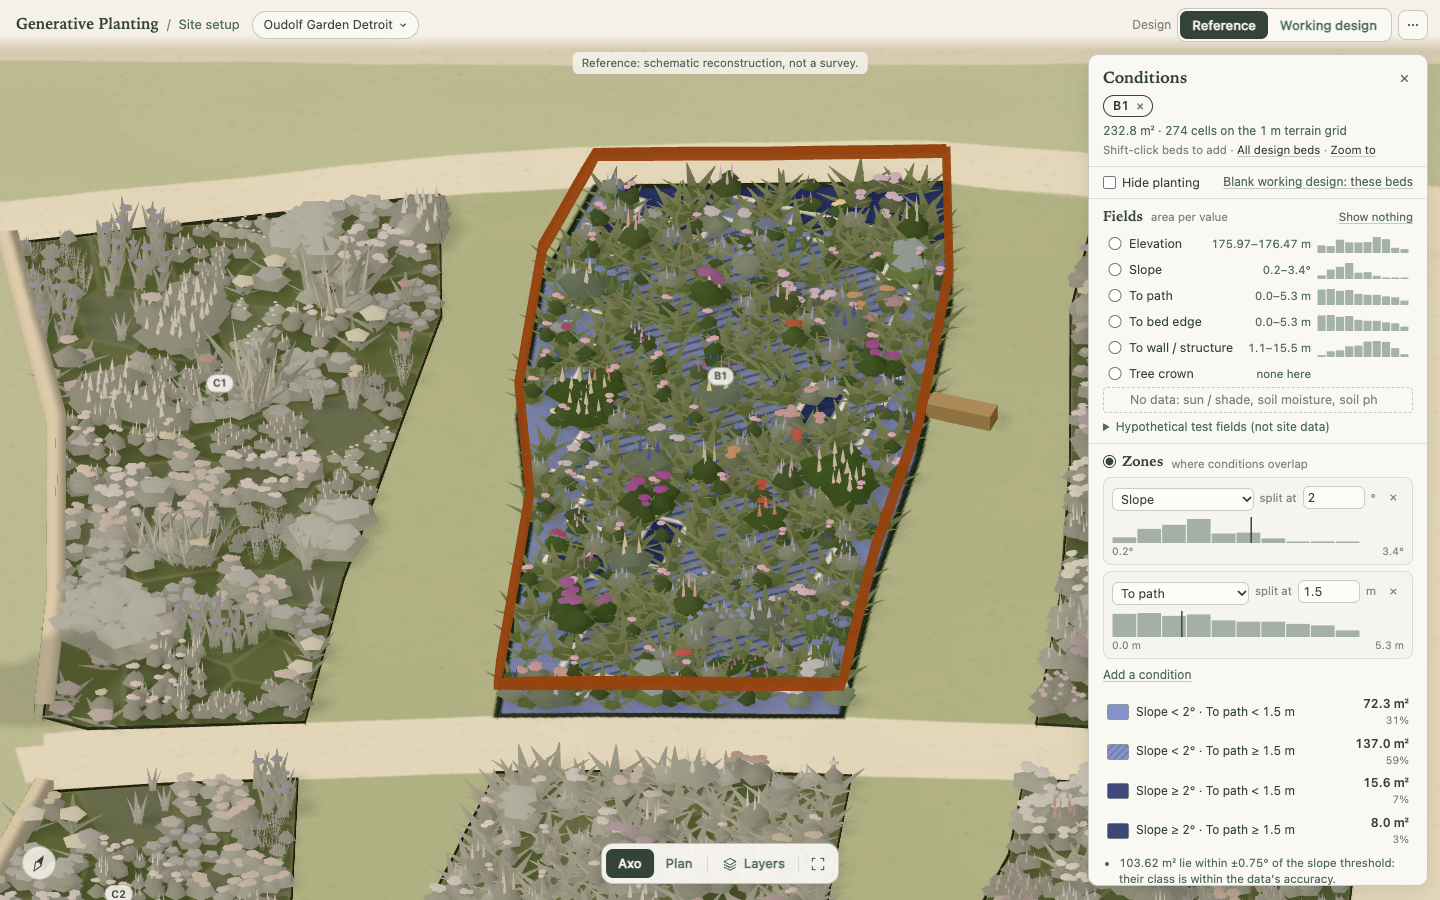 Generative Planting / Site setup Oudolf Garden Detroit
Design Reference Working design ...
Reference: schematic reconstruction, not a survey.
Conditions ×
B1 ×
232.8 m² · 274 cells on the 1 m terrain grid
Shift-click beds to add · All design beds · Zoom to
Hide planting Blank working design: these beds
Fields area per value Show nothing
Elevation 175.97–176.47 m
Slope 0.2–3.4°
To path 0.0–5.3 m
To bed edge 0.0–5.3 m
To wall / structure 1.1–15.5 m
Tree crown none here
No data: sun / shade, soil moisture, soil ph
Hypothetical test fields (not site data)
Zones where conditions overlap
Slope split at 2 ° ×
0.2° 3.4°
To path split at 1.5 m ×
0.0 m 5.3 m
Add a condition
Slope < 2° · To path < 1.5 m 72.3 m²
31%
Slope < 2° · To path ≥ 1.5 m 137.0 m²
59%
Slope ≥ 2° · To path < 1.5 m 15.6 m²
7%
Slope ≥ 2° · To path ≥ 1.5 m 8.0 m²
3%
• 103.62 m² lie within ±0.75° of the slope threshold:
their class is within the data's accuracy.
C1
B1
C2
Axo Plan Layers